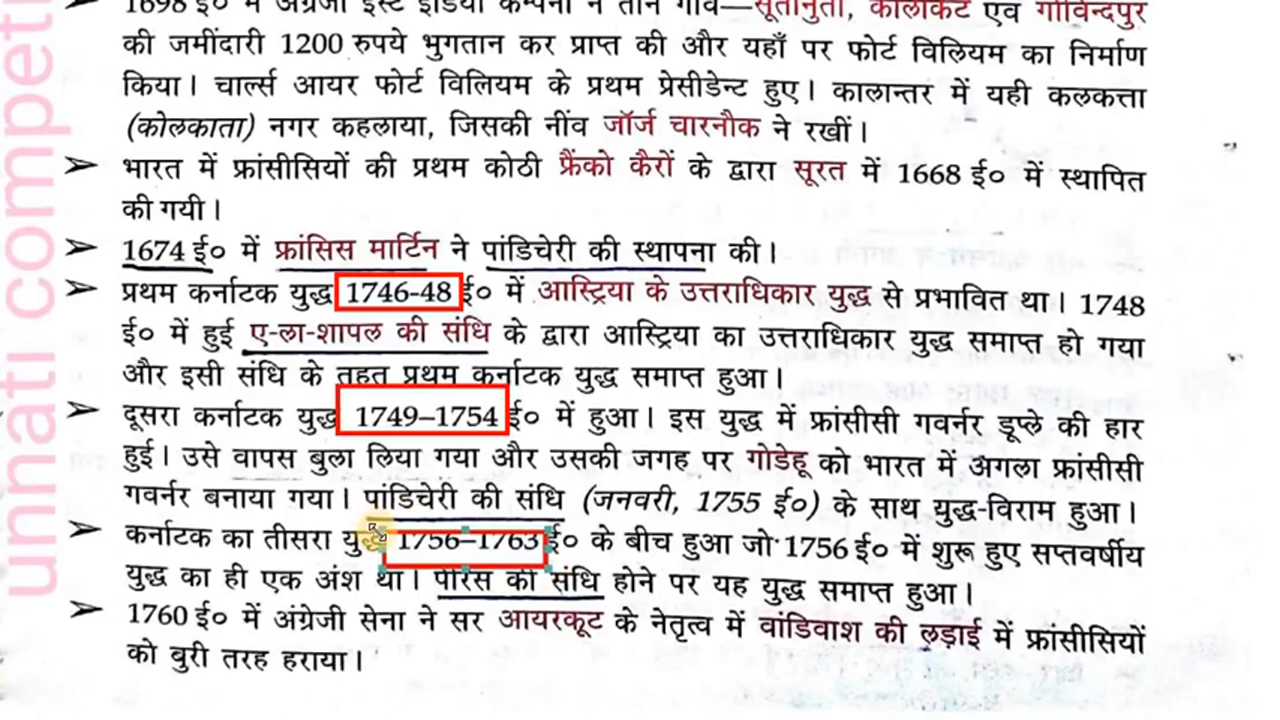 1698 ई० में अंग्रेजी ईस्ट इंडिया कम्पनी ने तीन गाँव—सूतानुती, कालीकट एवं गोविन्दपुर
की जमींदारी 1200 रुपये भुगतान कर प्राप्त की और यहाँ पर फोर्ट विलियम का निर्माण
किया। चार्ल्स आयर फोर्ट विलियम के प्रथम प्रेसीडेन्ट हुए। कालान्तर में यही कलकत्ता
(कोलकाता) नगर कहलाया, जिसकी नींव जॉर्ज चारनौक ने रखीं।
➢ भारत में फ्रांसीसियों की प्रथम कोठी फ्रैंको कैरों के द्वारा सूरत में 1668 ई० में स्थापित
की गयी।
➢ 1674 ई० में फ्रांसिस मार्टिन ने पांडिचेरी की स्थापना की।
➢ प्रथम कर्नाटक युद्ध 1746-48 ई० में आस्ट्रिया के उत्तराधिकार युद्ध से प्रभावित था। 1748
ई० में हुई ए-ला-शापल की संधि के द्वारा आस्ट्रिया का उत्तराधिकार युद्ध समाप्त हो गया
और इसी संधि के तहत प्रथम कर्नाटक युद्ध समाप्त हुआ।
➢ दूसरा कर्नाटक युद्ध 1749–1754 ई० में हुआ। इस युद्ध में फ्रांसीसी गवर्नर डूप्ले की हार
हुई। उसे वापस बुला लिया गया और उसकी जगह पर गोडेहू को भारत में अगला फ्रांसीसी
गवर्नर बनाया गया। पांडिचेरी की संधि (जनवरी, 1755 ई०) के साथ युद्ध-विराम हुआ।
➢ कर्नाटक का तीसरा युद्ध 1756–1763 ई० के बीच हुआ जो 1756 ई० में शुरू हुए सप्तवर्षीय
युद्ध का ही एक अंश था। पेरिस की संधि होने पर यह युद्ध समाप्त हुआ।
➢ 1760 ई० में अंग्रेजी सेना ने सर आयरकूट के नेतृत्व में वांडिवाश की लड़ाई में फ्रांसीसियों
को बुरी तरह हराया।
unnati competi